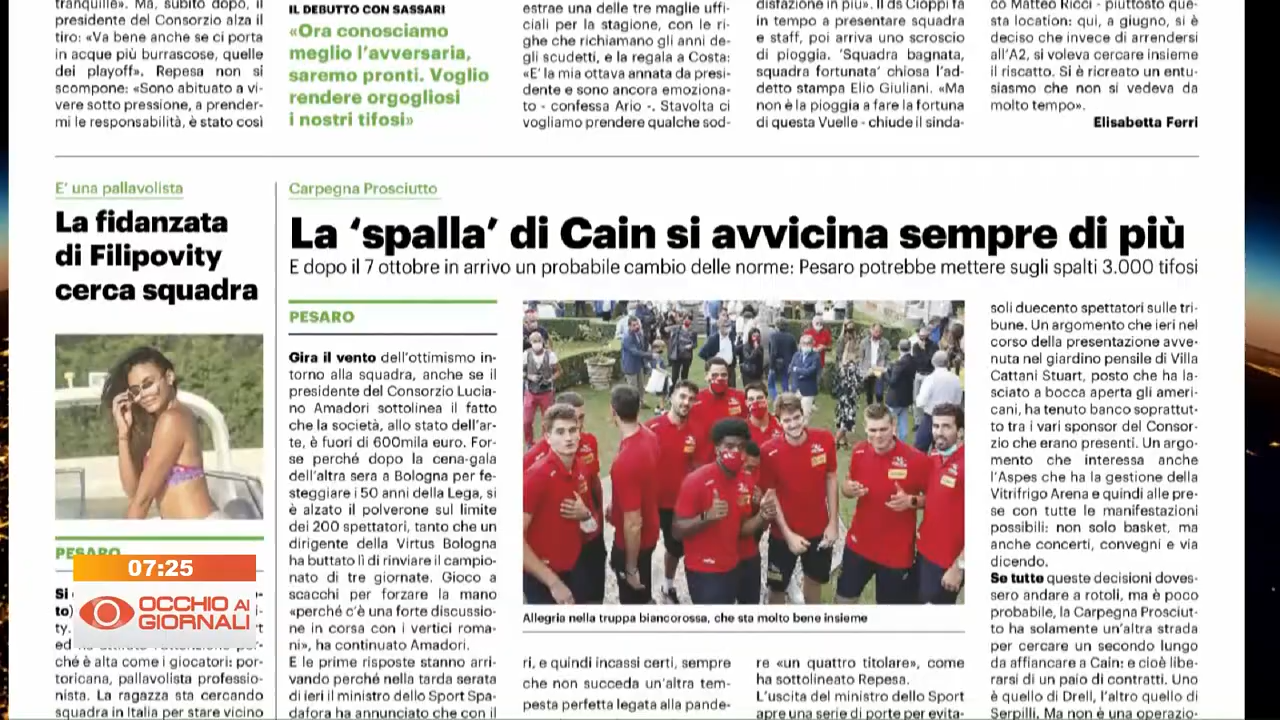 tranquille». Ma, subito dopo, il
presidente del Consorzio alza il
tiro: «Va bene anche se ci porta
in acque più burrascose, quelle
dei playoff». Repesa non si
scompone: «Sono abituato a vi-
vere sotto pressione, a prender-
mi le responsabilità, è stato così
IL DEBUTTO CON SASSARI
«Ora conosciamo
meglio l'avversaria,
saremo pronti. Voglio
rendere orgogliosi
i nostri tifosi»
estrae una delle tre maglie uffi-
ciali per la stagione, con le ri-
ghe che richiamano gli anni de-
gli scudetti, e la regala a Costa:
«E' la mia ottava annata da presi-
dente e sono ancora emoziona-
to - confessa Ario -. Stavolta ci
vogliamo prendere qualche sod-
disfazione in più». Il ds Cioppi fa
in tempo a presentare squadra
e staff, poi arriva uno scroscio
di pioggia. 'Squadra bagnata,
squadra fortunata' chiosa l'ad-
detto stampa Elio Giuliani. «Ma
non è la pioggia a fare la fortuna
di questa Vuelle - chiude il sinda-
co Matteo Ricci - piuttosto que-
sta location: qui, a giugno, si è
deciso che invece di arrendersi
all'A2, si voleva cercare insieme
il riscatto. Si è ricreato un entu-
siasmo che non si vedeva da
molto tempo».
Elisabetta Ferri
E' una pallavolista
La fidanzata
di Filipovity
cerca squadra
PESARO
07:25
OCCHIO AI
GIORNALI
Si
to)
ty.
ed
ché è alta come i giocatori: por-
toricana, pallavolista professio-
nista. La ragazza sta cercando
squadra in Italia per stare vicino
Carpegna Prosciutto
La 'spalla' di Cain si avvicina sempre di più
E dopo il 7 ottobre in arrivo un probabile cambio delle norme: Pesaro potrebbe mettere sugli spalti 3.000 tifosi
PESARO
Gira il vento dell'ottimismo in-
torno alla squadra, anche se il
presidente del Consorzio Lucia-
no Amadori sottolinea il fatto
che la società, allo stato dell'ar-
te, è fuori di 600mila euro. For-
se perché dopo la cena-gala
dell'altra sera a Bologna per fe-
steggiare i 50 anni della Lega, si
è alzato il polverone sul limite
dei 200 spettatori, tanto che un
dirigente della Virtus Bologna
ha buttato lì di rinviare il campio-
nato di tre giornate. Gioco a
scacchi per forzare la mano
«perché c'è una forte discussio-
ne in corsa con i vertici roma-
ni», ha continuato Amadori.
E le prime risposte stanno arri-
vando perché nella tarda serata
di ieri il ministro dello Sport Spa-
dafora ha annunciato che con il
Allegria nella truppa biancorossa, che sta molto bene insieme
ri, e quindi incassi certi, sempre
che non succeda un'altra tem-
pesta perfetta legata alla pande-
re «un quattro titolare», come
ha sottolineato Repesa.
L'uscita del ministro dello Sport
apre una serie di porte per evita-
soli duecento spettatori sulle tri-
bune. Un argomento che ieri nel
corso della presentazione avve-
nuta nel giardino pensile di Villa
Cattani Stuart, posto che ha la-
sciato a bocca aperta gli ameri-
cani, ha tenuto banco soprattut-
to tra i vari sponsor del Consor-
zio che erano presenti. Un argo-
mento che interessa anche
l'Aspes che ha la gestione della
Vitrifrigo Arena e quindi alle pre-
se con tutte le manifestazioni
possibili: non solo basket, ma
anche concerti, convegni e via
dicendo.
Se tutte queste decisioni doves-
sero andare a rotoli, ma è poco
probabile, la Carpegna Prosciut-
to ha solamente un'altra strada
per cercare un secondo lungo
da affiancare a Cain: e cioè libe-
rarsi di un paio di contratti. Uno
è quello di Drell, l'altro quello di
Serpilli. Ma non è una operazio-